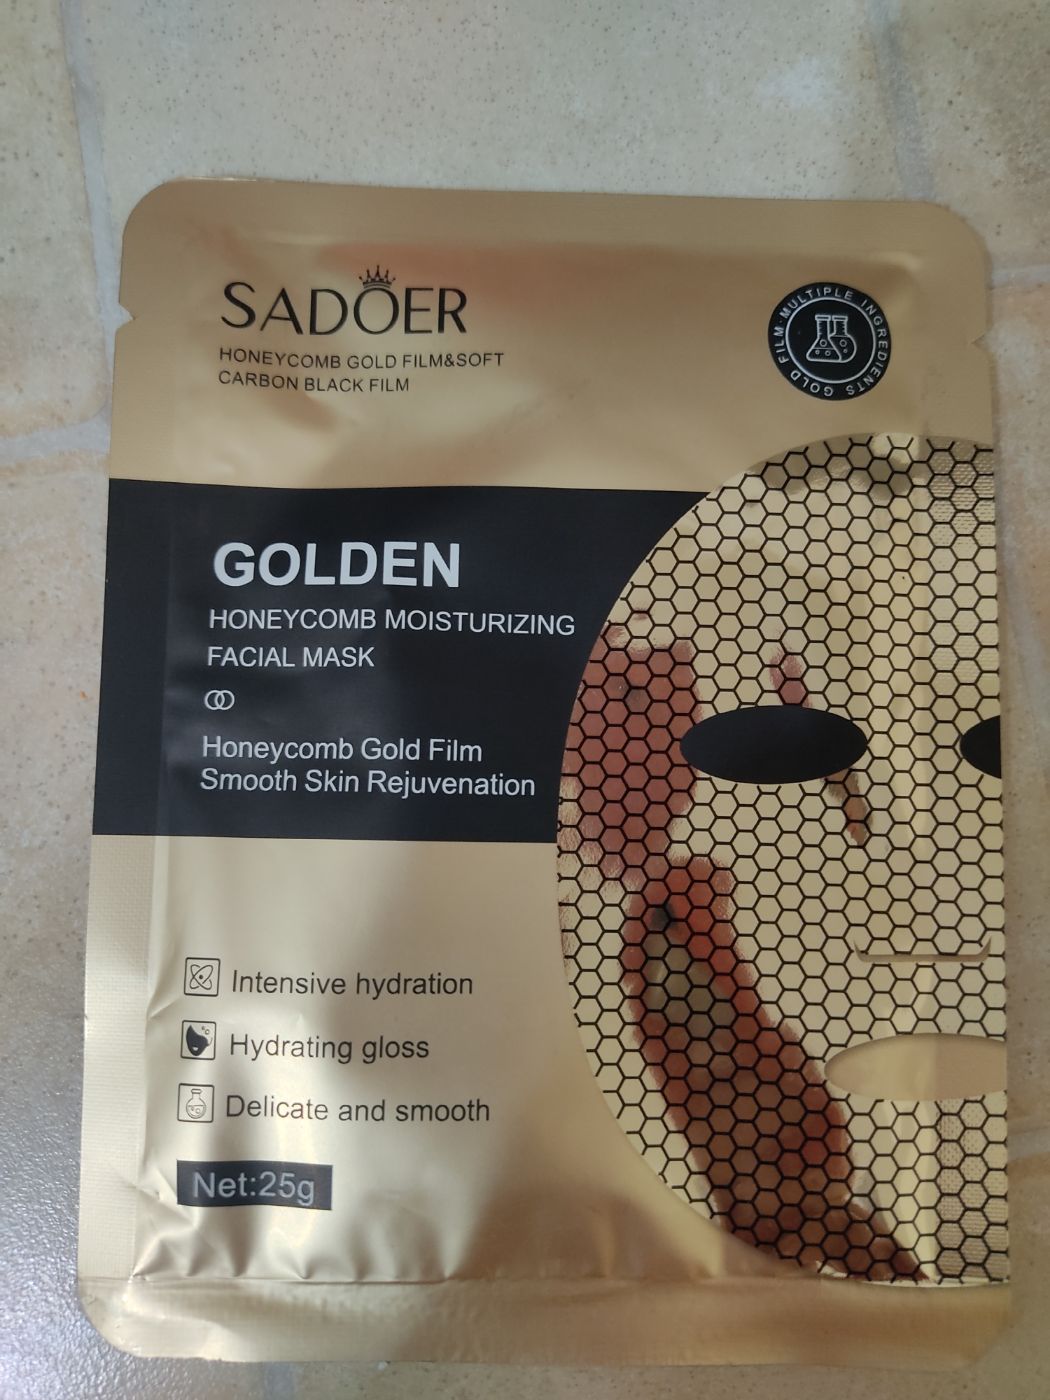 SADOER
HONEYCOMB GOLD FILM&SOFT
CARBON BLACK FILM
GOLD FILM · MULTIPLE INGREDIENTS
GOLDEN
HONEYCOMB MOISTURIZING
FACIAL MASK
Honeycomb Gold Film
Smooth Skin Rejuvenation
Intensive hydration
Hydrating gloss
Delicate and smooth
Net:25g